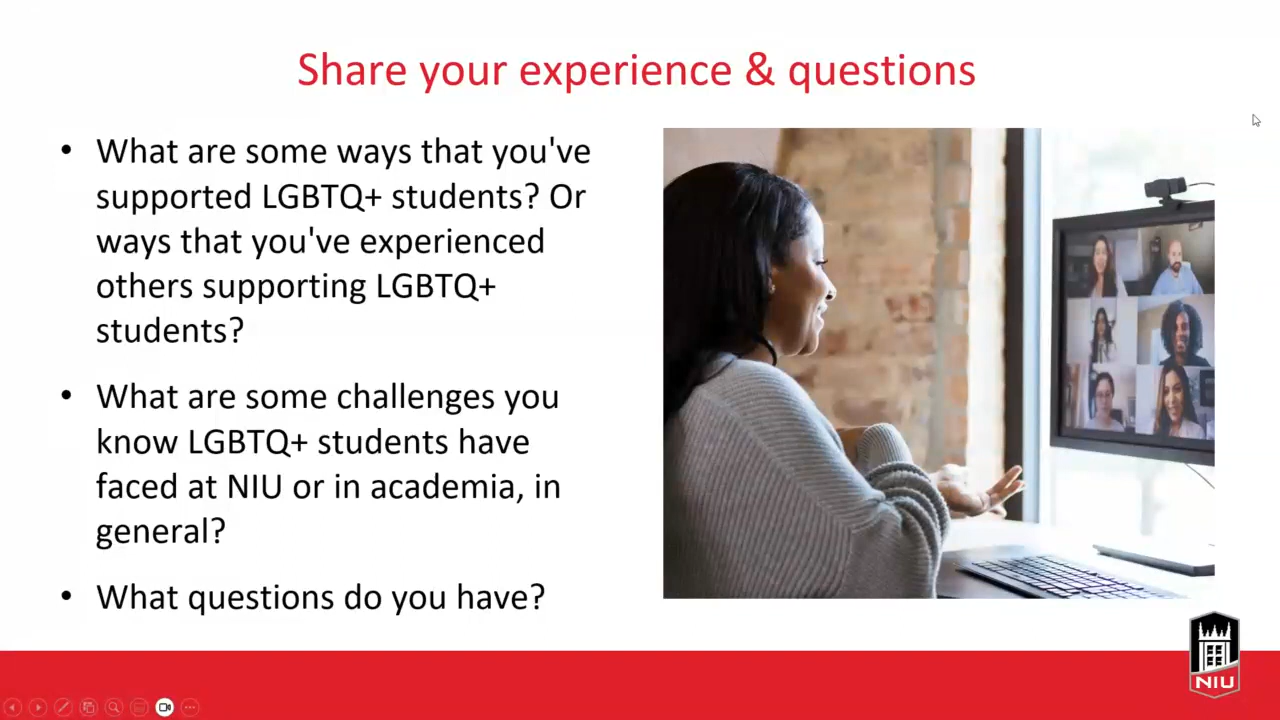 Share your experience & questions
• What are some ways that you've
supported LGBTQ+ students? Or
ways that you've experienced
others supporting LGBTQ+
students?
• What are some challenges you
know LGBTQ+ students have
faced at NIU or in academia, in
general?
• What questions do you have?
NIU